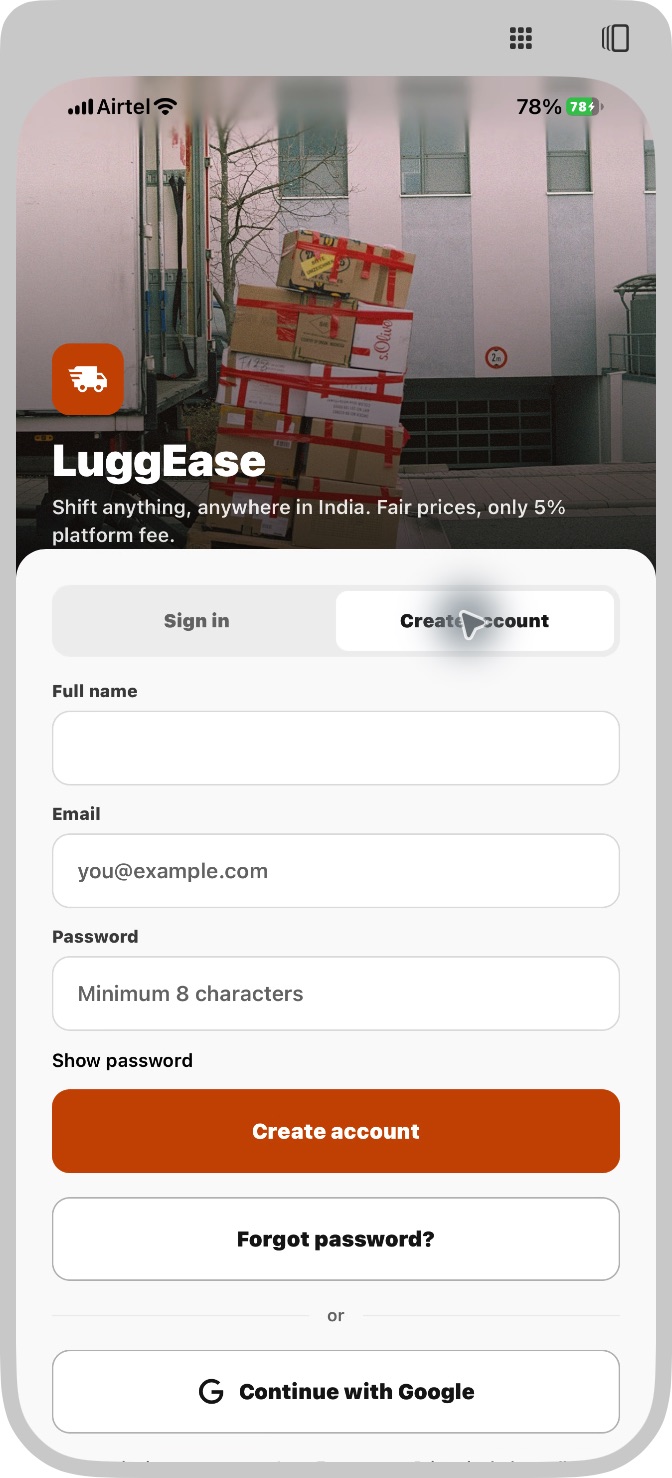 Airtel 78% 78
s.Oliver
2m
LuggEase
Shift anything, anywhere in India. Fair prices, only 5%
platform fee.
Sign in
Create account
Full name
Email
you@example.com
Password
Minimum 8 characters
Show password
Create account
Forgot password?
or
Continue with Google